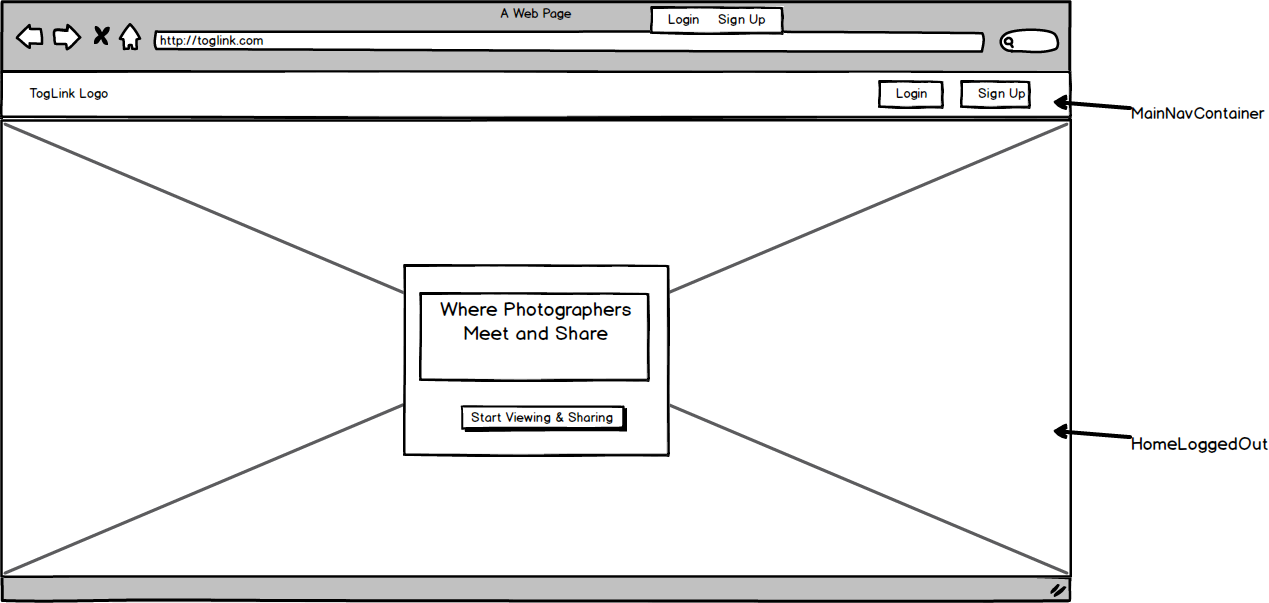 A Web Page
Login Sign Up
http://toglink.com
TogLink Logo
Login
Sign Up
MainNavContainer
Where Photographers
Meet and Share
Start Viewing & Sharing
HomeLoggedOut